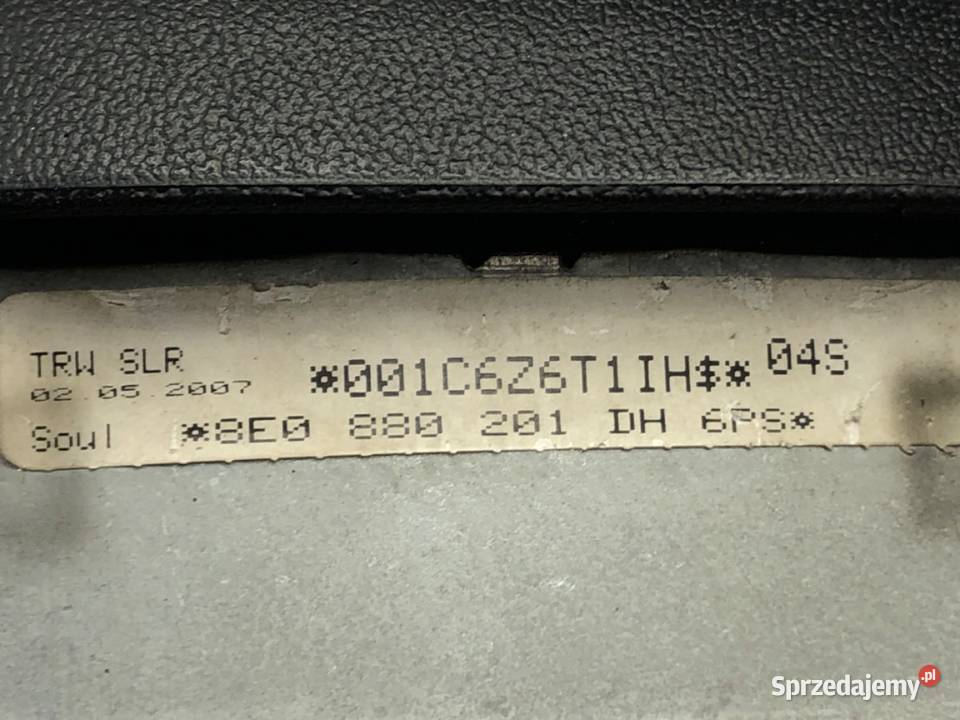 TRW SLR
02.05.2007
*001C6Z6T1IH$* 04S
Soul *8E0 880 201 DH 6PS*
Sprzedajemy.pl